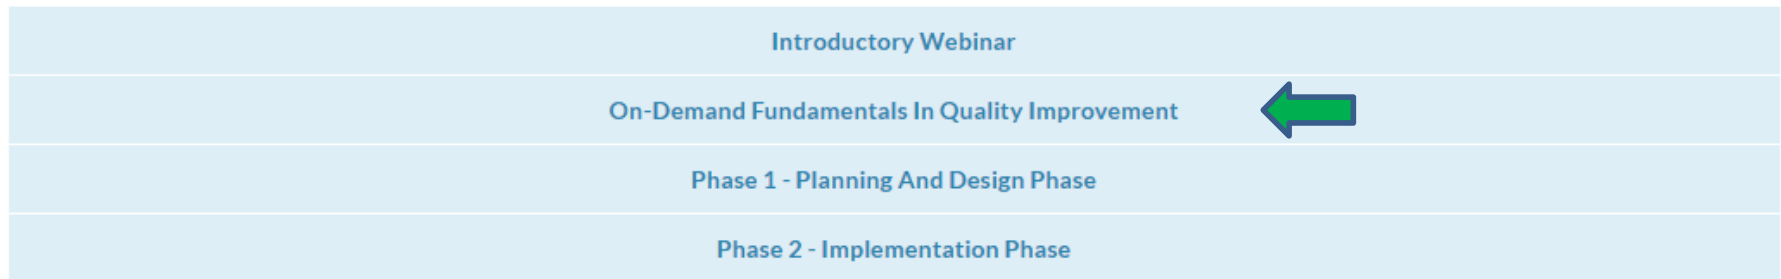 Introductory Webinar
On-Demand Fundamentals In Quality Improvement
Phase 1 - Planning And Design Phase
Phase 2 - Implementation Phase